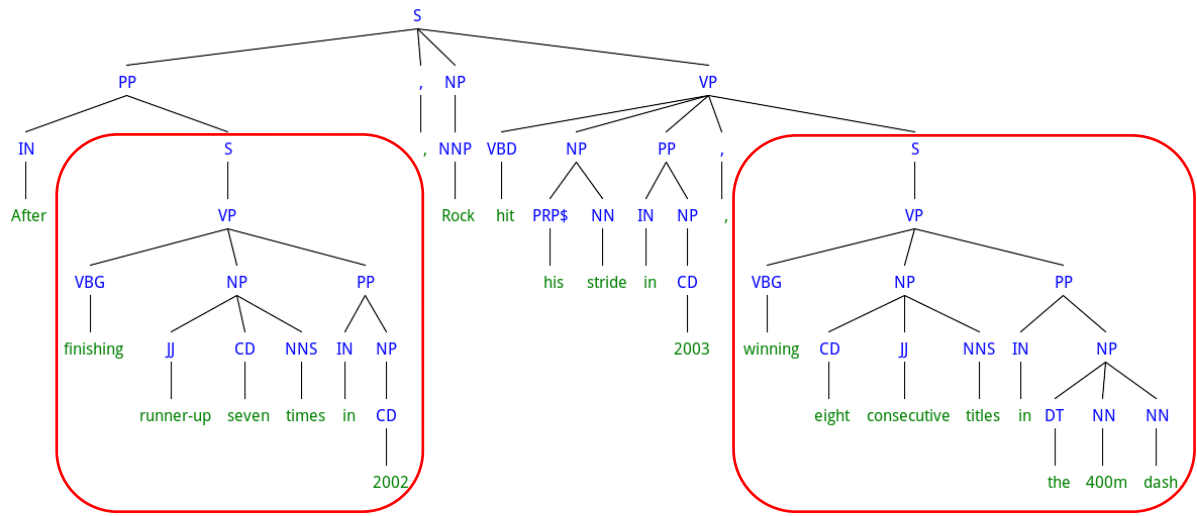 S
PP , NP VP
IN S , NNP VBD NP PP , S
After VP Rock hit PRP$ NN IN NP , VP
VBG NP PP his stride in CD VBG NP PP
finishing JJ CD NNS IN NP 2003 winning CD JJ NNS IN NP
runner-up seven times in CD eight consecutive titles in DT NN NN
2002 the 400m dash